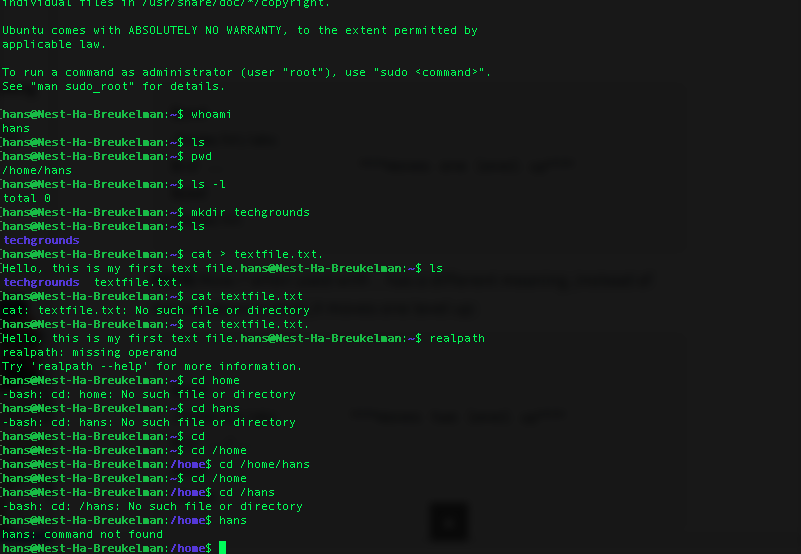 individual files in /usr/share/doc/*/copyright.
Ubuntu comes with ABSOLUTELY NO WARRANTY, to the extent permitted by
applicable law.
To run a command as administrator (user "root"), use "sudo <command>".
See "man sudo_root" for details.
[hans@Nest-Ha-Breukelman:~$ whoami
hans
[hans@Nest-Ha-Breukelman:~$ ls
[hans@Nest-Ha-Breukelman:~$ pwd
/home/hans
[hans@Nest-Ha-Breukelman:~$ ls -l
total 0
[hans@Nest-Ha-Breukelman:~$ mkdir techgrounds
[hans@Nest-Ha-Breukelman:~$ ls
techgrounds
[hans@Nest-Ha-Breukelman:~$ cat > textfile.txt.
[Hello, this is my first text file.hans@Nest-Ha-Breukelman:~$ ls
techgrounds  textfile.txt.
[hans@Nest-Ha-Breukelman:~$ cat textfile.txt
cat: textfile.txt: No such file or directory
[hans@Nest-Ha-Breukelman:~$ cat textfile.txt.
[Hello, this is my first text file.hans@Nest-Ha-Breukelman:~$ realpath
realpath: missing operand
Try 'realpath --help' for more information.
[hans@Nest-Ha-Breukelman:~$ cd home
-bash: cd: home: No such file or directory
[hans@Nest-Ha-Breukelman:~$ cd hans
-bash: cd: hans: No such file or directory
[hans@Nest-Ha-Breukelman:~$ cd
[hans@Nest-Ha-Breukelman:~$ cd /home
[hans@Nest-Ha-Breukelman:/home$ cd /home/hans
[hans@Nest-Ha-Breukelman:~$ cd /home
[hans@Nest-Ha-Breukelman:/home$ cd /hans
-bash: cd: /hans: No such file or directory
[hans@Nest-Ha-Breukelman:/home$ hans
hans: command not found
[hans@Nest-Ha-Breukelman:/home$